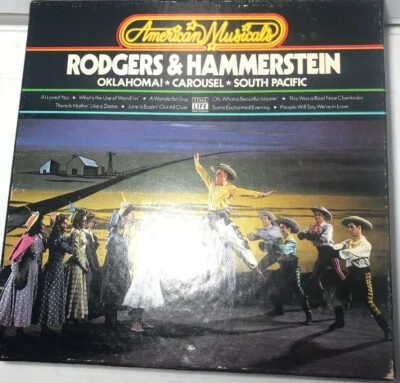 American Musicals
RODGERS & HAMMERSTEIN
OKLAHOMA! ★ CAROUSEL ★ SOUTH PACIFIC
If I Loved You • What's the Use of Wond'rin' • A Wonderful Guy TIME LIFE Oh, What a Beautiful Mornin' • This Was a Real Nice Clambake
There Is Nothin' Like a Dame • June Is Bustin' Out All Over Some Enchanted Evening • People Will Say We're in Love